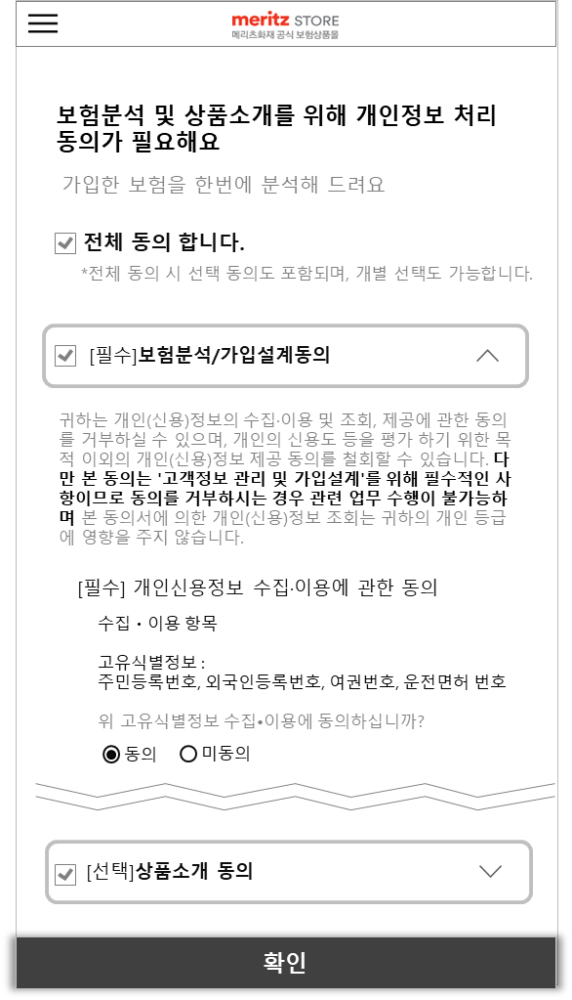 meritz STORE
메리츠화재 공식 보험상품몰
보험분석 및 상품소개를 위해 개인정보 처리
동의가 필요해요
가입한 보험을 한번에 분석해 드려요
전체 동의 합니다.
*전체 동의 시 선택 동의도 포함되며, 개별 선택도 가능합니다.
[필수]보험분석/가입설계동의
귀하는 개인(신용)정보의 수집·이용 및 조회, 제공에 관한 동의
를 거부하실 수 있으며, 개인의 신용도 등을 평가 하기 위한 목
적 이외의 개인(신용)정보 제공 동의를 철회할 수 있습니다. 다
만 본 동의는 '고객정보 관리 및 가입설계'를 위해 필수적인 사
항이므로 동의를 거부하시는 경우 관련 업무 수행이 불가능하
며 본 동의서에 의한 개인(신용)정보 조회는 귀하의 개인 등급
에 영향을 주지 않습니다.
[필수] 개인신용정보 수집·이용에 관한 동의
수집・이용 항목
고유식별정보 :
주민등록번호, 외국인등록번호, 여권번호, 운전면허 번호
위 고유식별정보 수집•이용에 동의하십니까?
동의 미동의
[선택]상품소개 동의
확인